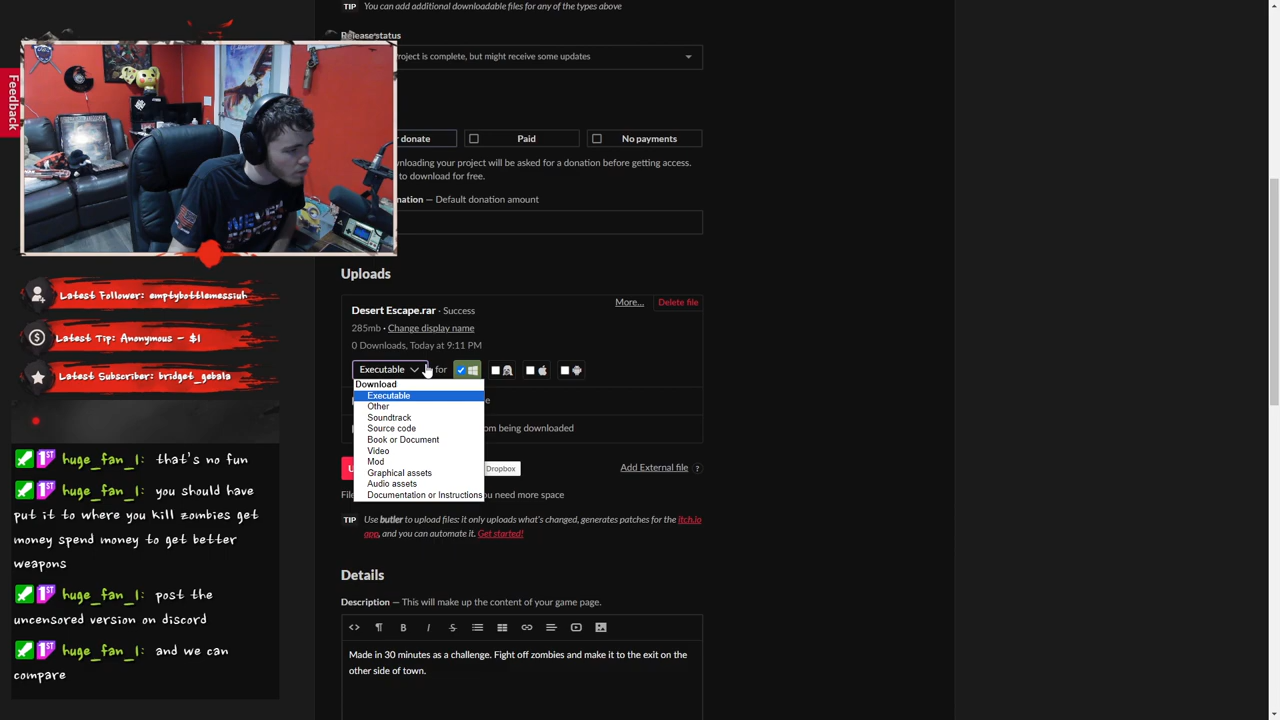 TIP You can add additional downloadable files for any of the types above
Release status
roject is complete, but might receive some updates
r donate
Paid
No payments
wnloading your project will be asked for a donation before getting access.
to download for free.
nation — Default donation amount
Feedback
Uploads
Desert Escape.rar · Success
More...
Delete file
285mb · Change display name
0 Downloads, Today at 9:11 PM
Executable
for
Download
Executable
Other
Soundtrack
Source code
Book or Document
Video
Mod
Graphical assets
Audio assets
Documentation or Instructions
e
om being downloaded
U
Dropbox
Add External file ?
File
u need more space
TIP Use butler to upload files: it only uploads what's changed, generates patches for the itch.io
app, and you can automate it. Get started!
Details
Description — This will make up the content of your game page.
Made in 30 minutes as a challenge. Fight off zombies and make it to the exit on the
other side of town.
Latest Follower: emptybottlemessiuh
Latest Tip: Anonymous - $1
Latest Subscriber: bridget_gebala
1ST huge_fan_1: that's no fun
1ST huge_fan_1: you should have
put it to where you kill zombies get
money spend money to get better
weapons
1ST huge_fan_1: post the
uncensored version on discord
1ST huge_fan_1: and we can
compare